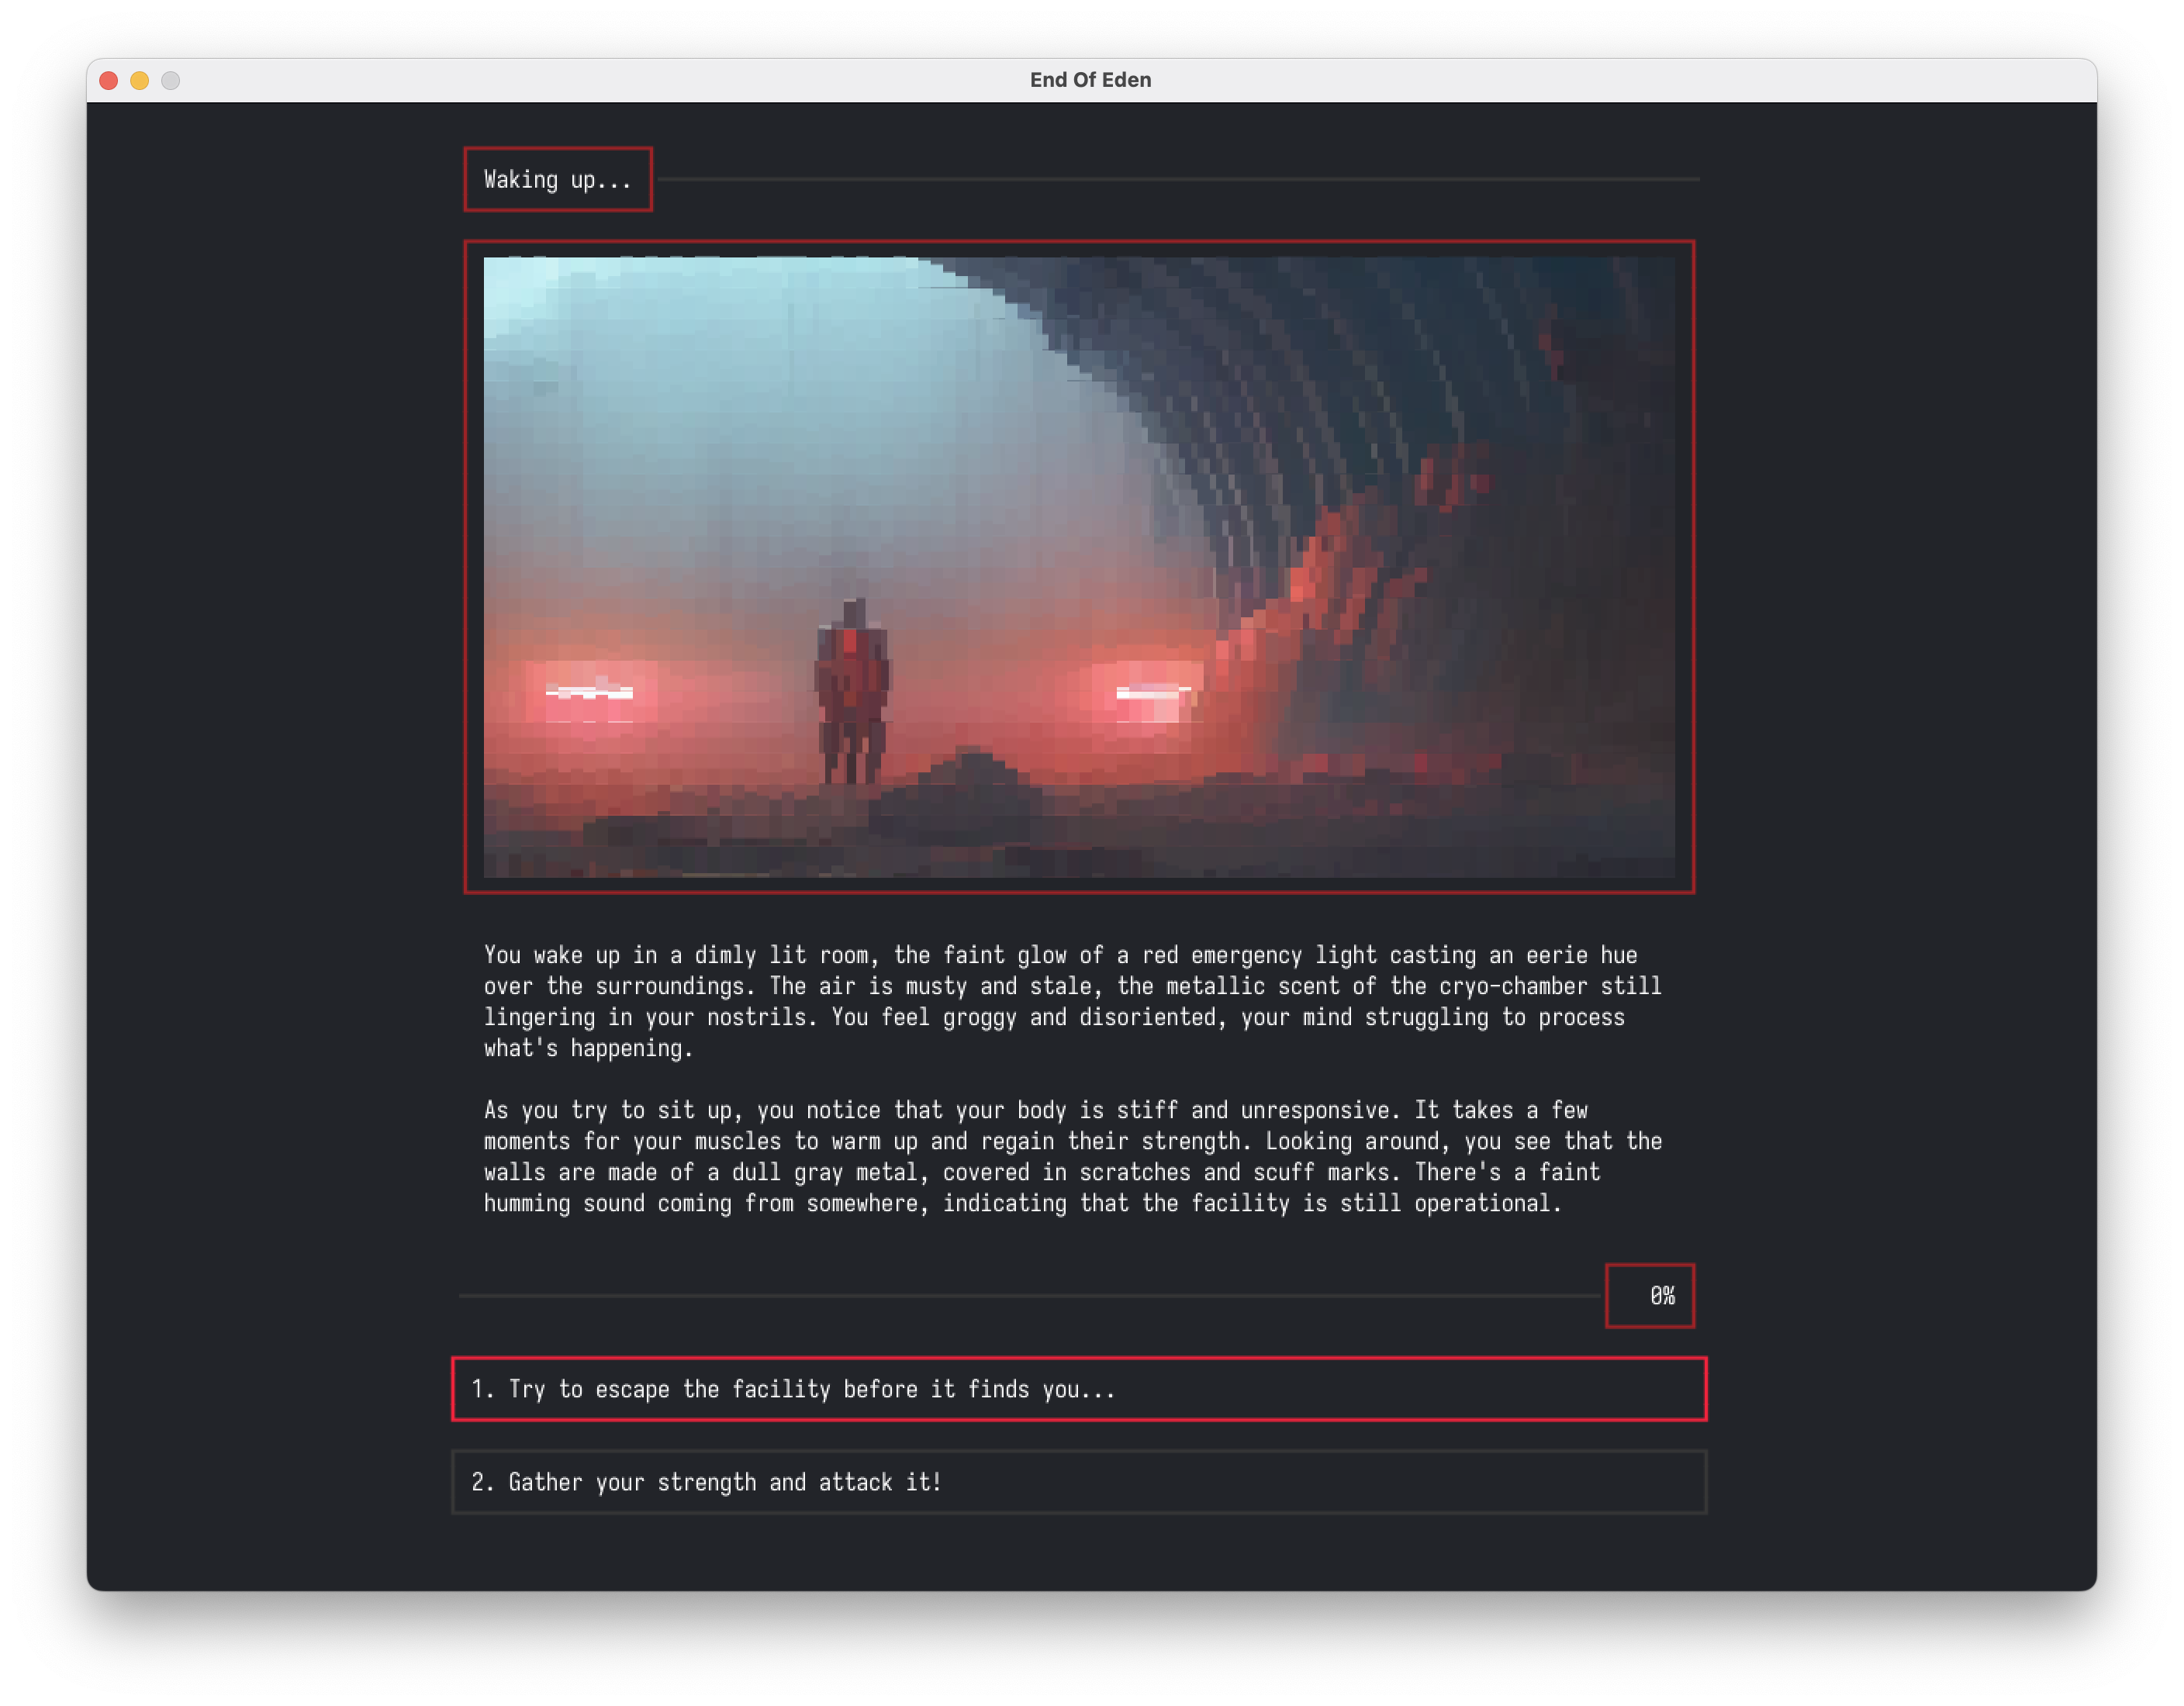 End Of Eden
Waking up...
You wake up in a dimly lit room, the faint glow of a red emergency light casting an eerie hue
over the surroundings. The air is musty and stale, the metallic scent of the cryo-chamber still
lingering in your nostrils. You feel groggy and disoriented, your mind struggling to process
what's happening.
As you try to sit up, you notice that your body is stiff and unresponsive. It takes a few
moments for your muscles to warm up and regain their strength. Looking around, you see that the
walls are made of a dull gray metal, covered in scratches and scuff marks. There's a faint
humming sound coming from somewhere, indicating that the facility is still operational.
0%
1. Try to escape the facility before it finds you...
2. Gather your strength and attack it!